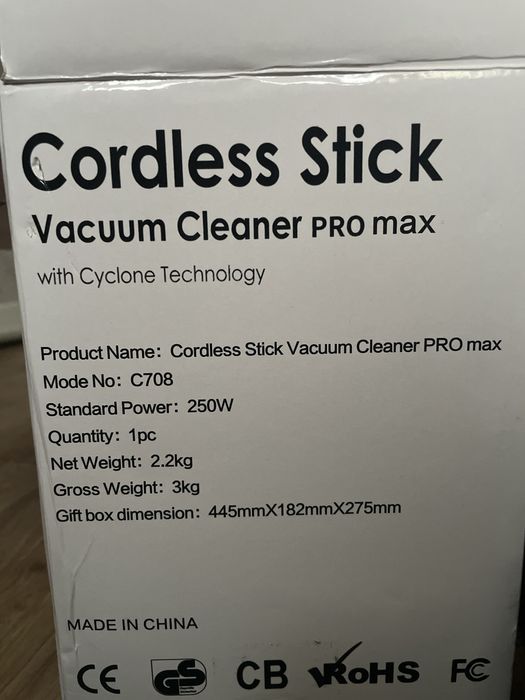 Cordless Stick
Vacuum Cleaner PRO max
with Cyclone Technology
Product Name: Cordless Stick Vacuum Cleaner PRO max
Mode No: C708
Standard Power: 250W
Quantity: 1pc
Net Weight: 2.2kg
Gross Weight: 3kg
Gift box dimension: 445mmX182mmX275mm
MADE IN CHINA
CE GS CB RoHS FC